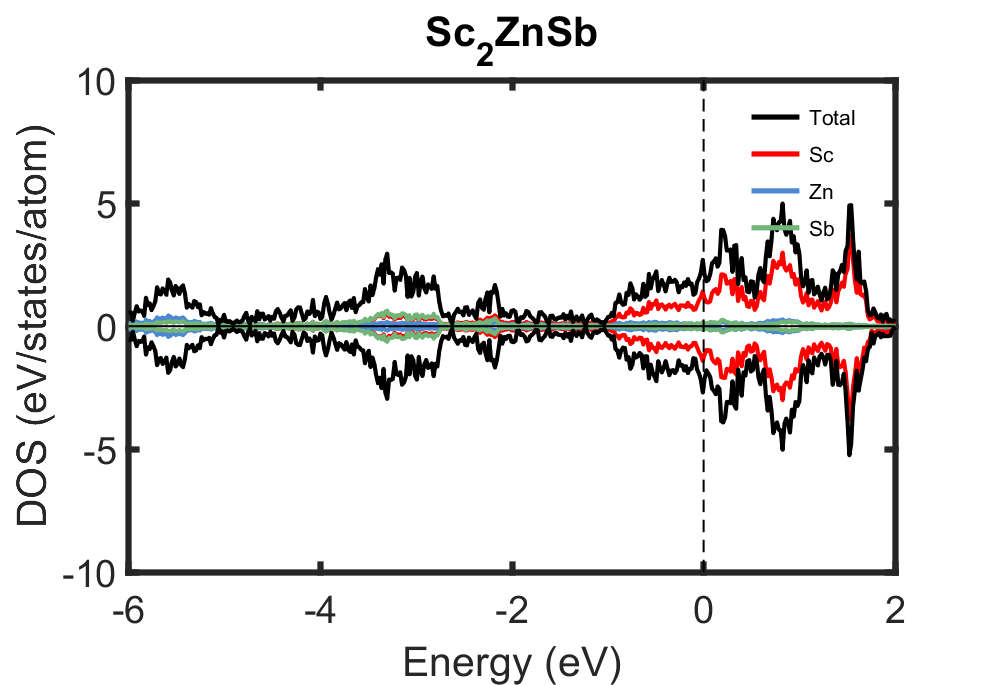 Sc2ZnSb
10
5
0
-5
-10
DOS (eV/states/atom)
Total
Sc
Zn
Sb
-6 -4 -2 0 2
Energy (eV)